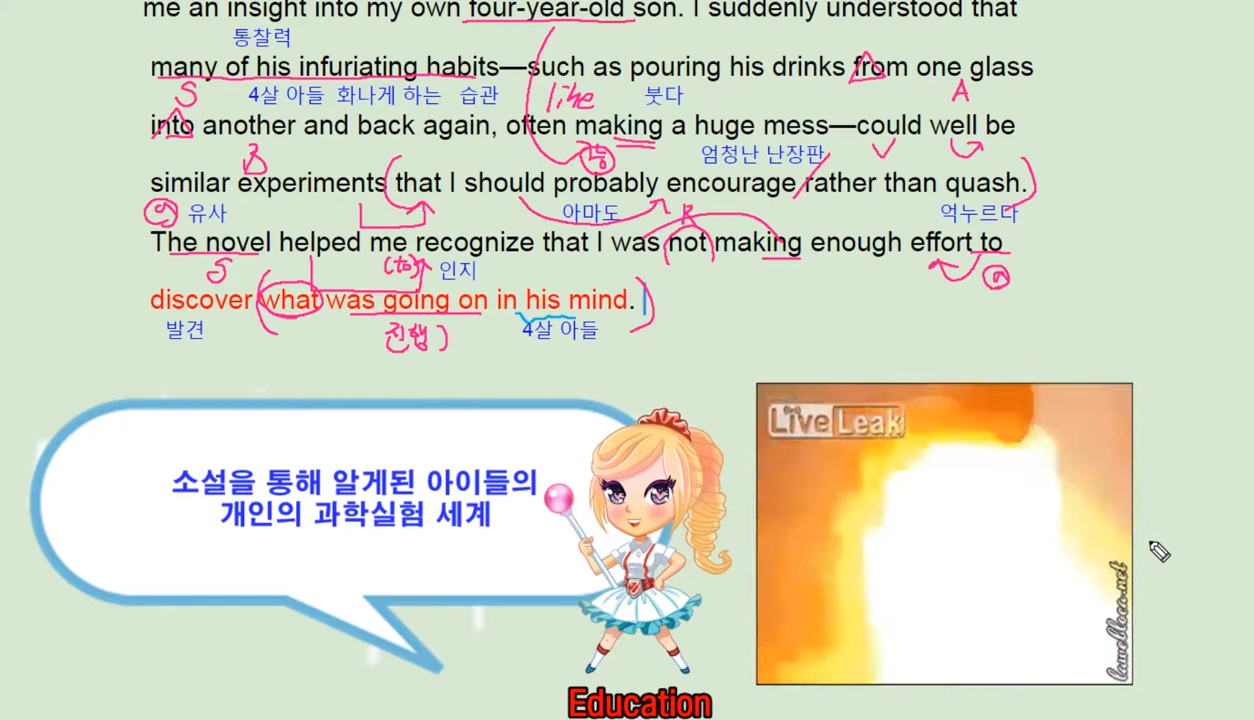 me an insight into my own four-year-old son. I suddenly understood that
통찰력
many of his infuriating habits—such as pouring his drinks from one glass
S 4살 아들 화나게 하는 습관 like 붓다 A
into another and back again, often making a huge mess—could well be
B 능 엄청난 난장판 V
similar experiments that I should probably encourage rather than quash.
유사 아마도 R 억누르다
The novel helped me recognize that I was not making enough effort to
S (to) 인지
discover what was going on in his mind.
발견 진행) 4살 아들
소설을 통해 알게된 아이들의
개인의 과학실험 세계
LiveLeak
Education